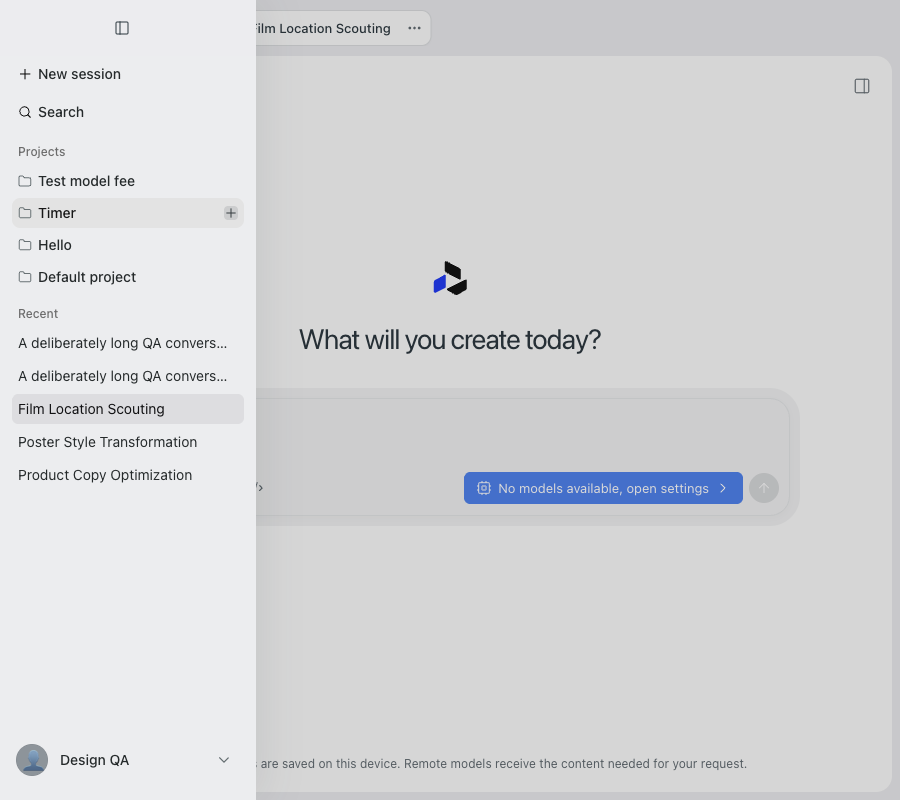 Film Location Scouting
New session
Search
Projects
Test model fee
Timer
Hello
Default project
Recent
A deliberately long QA convers...
A deliberately long QA convers...
Film Location Scouting
Poster Style Transformation
Product Copy Optimization
What will you create today?
No models available, open settings
Design QA
are saved on this device. Remote models receive the content needed for your request.